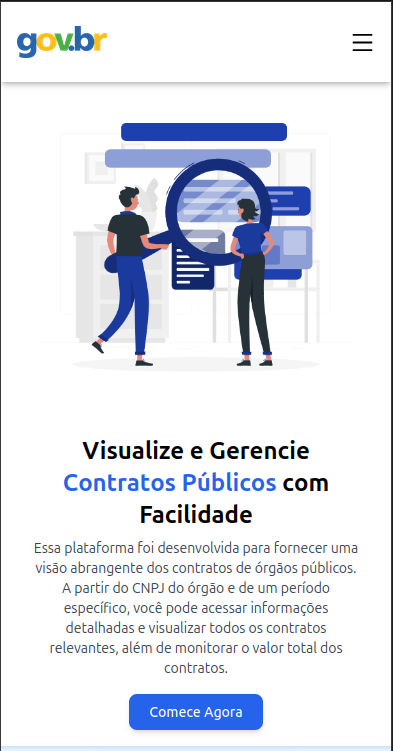 gov.br
Visualize e Gerencie
Contratos Públicos com
Facilidade
Essa plataforma foi desenvolvida para fornecer uma
visão abrangente dos contratos de órgãos públicos.
A partir do CNPJ do órgão e de um período
específico, você pode acessar informações
detalhadas e visualizar todos os contratos
relevantes, além de monitorar o valor total dos
contratos.
Comece Agora